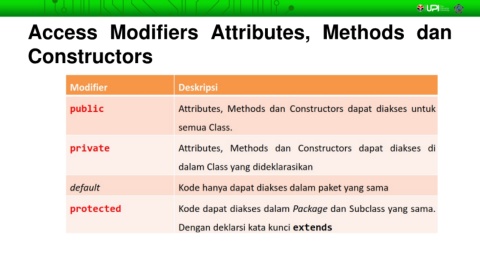 UPI
Access Modifiers Attributes, Methods dan
Constructors
Modifier Deskripsi
public Attributes, Methods dan Constructors dapat diakses untuk
semua Class.
private Attributes, Methods dan Constructors dapat diakses di
dalam Class yang dideklarasikan
default Kode hanya dapat diakses dalam paket yang sama
protected Kode dapat diakses dalam Package dan Subclass yang sama.
Dengan deklarsi kata kunci extends